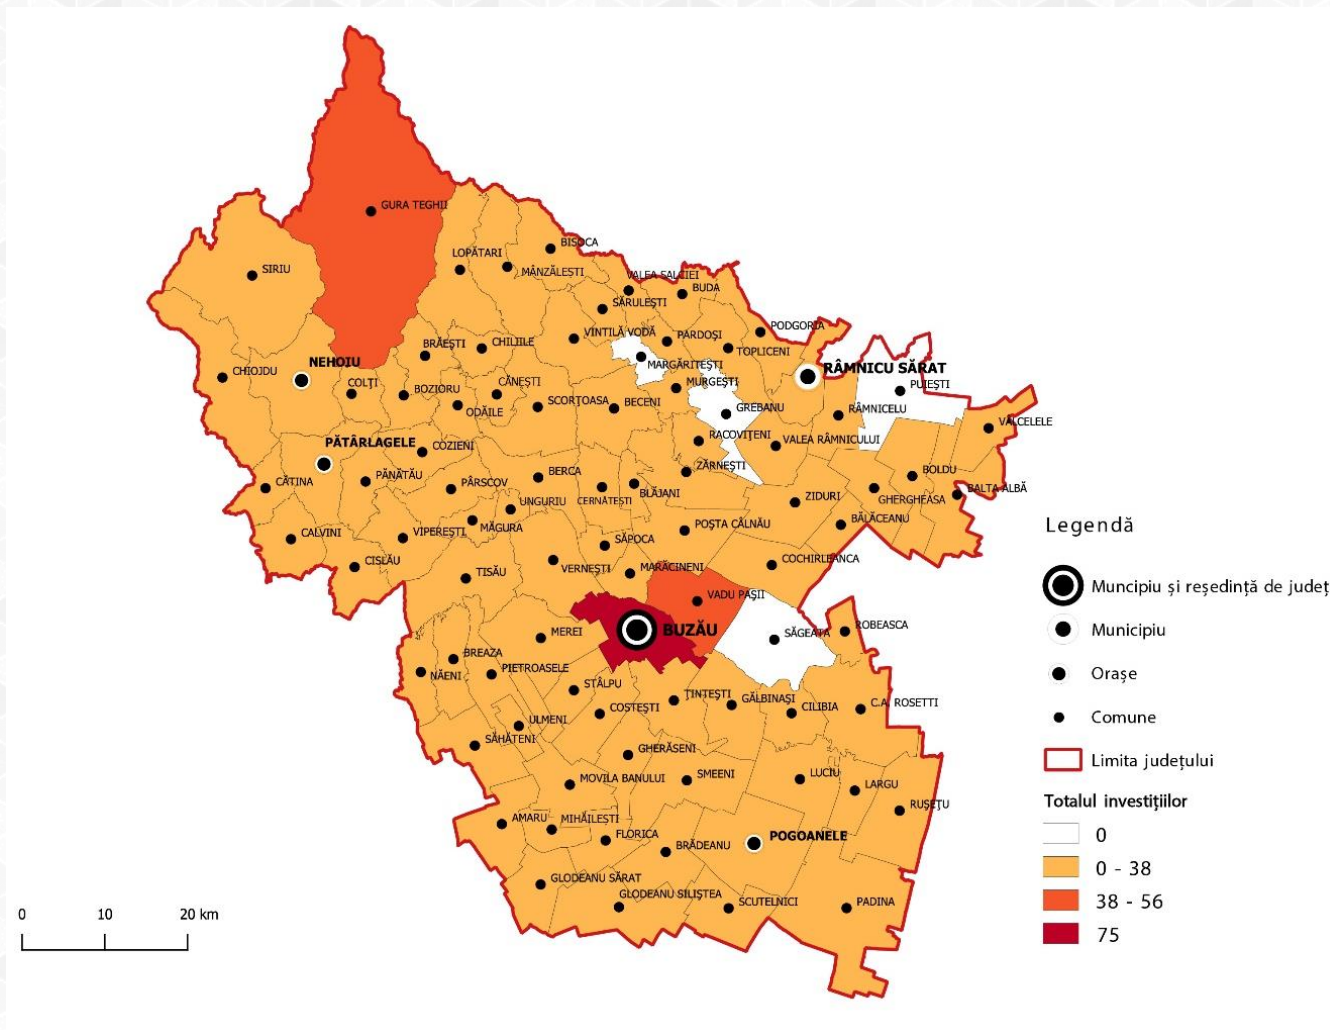 GURA TEGHII
SIRIU
LOPĂTARI
BISOCA
MÂNZĂLEȘTI
VALEA SALCIEI
BUDA
SĂRULEȘTI
VINTILĂ VODĂ
PARDOȘI
PODGORIA
TOPLICENI
BRĂEȘTI
CHILIILE
MARGĂRITEȘTI
NEHOIU
CHIOJDU
COLȚI
BOZIORU
CĂNEȘTI
ODĂILE
SCORȚOASA
BECENI
MURGEȘTI
GREBANU
RÂMNICU SĂRAT
PUIEȘTI
RÂMNICELU
VÂLCELELE
PĂTÂRLAGELE
COZIENI
RACOVIȚENI
VALEA RÂMNICULUI
CĂTINA
PĂNĂTĂU
PÂRSCOV
BERCA
CERNĂTEȘTI
BLĂJANI
ZĂRNEȘTI
BOLDU
GHERGHEASA
BALTA ALBĂ
UNGURIU
ZIDURI
BĂLĂCEANU
CALVINI
VIPEREȘTI
MĂGURA
SĂPOCA
POȘTA CÂLNĂU
CISLĂU
TISĂU
VERNEȘTI
MARĂCINENI
COCHIRLEANCA
VADU PAȘII
MEREI
BUZĂU
SĂGEATA
ROBEASCA
BREAZA
NĂENI
PIETROASELE
STÂLPU
COSTEȘTI
ȚINTEȘTI
GĂLBINAȘI
CILIBIA
C.A. ROSETTI
ULMENI
SĂHĂTENI
GHERĂSENI
MOVILA BANULUI
SMEENI
LUCIU
LARGU
RUȘEȚU
AMARU
MIHĂILEȘTI
FLORICA
BRĂDEANU
POGOANELE
GLODEANU SĂRAT
GLODEANU SILIȘTEA
SCUTELNICI
PADINA
0 10 20 km
Legendă
Muncipiu și reședință de județ
Municipiu
Orașe
Comune
Limita județului
Totalul investițiilor
0
0 - 38
38 - 56
75